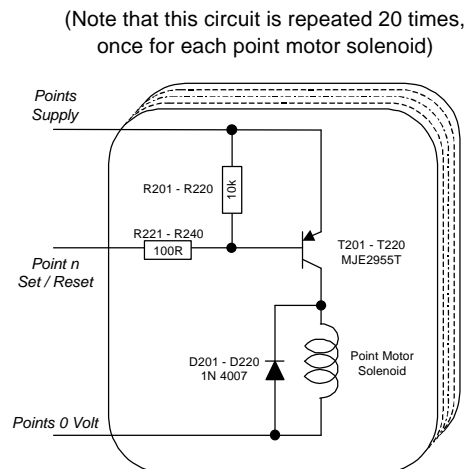 (Note that this circuit is repeated 20 times,
once for each point motor solenoid)
Points
Supply
R201 - R220
10k
R221 - R240
100R
T201 - T220
MJE2955T
Point n
Set / Reset
D201 - D220
1N 4007
Point Motor
Solenoid
Points 0 Volt